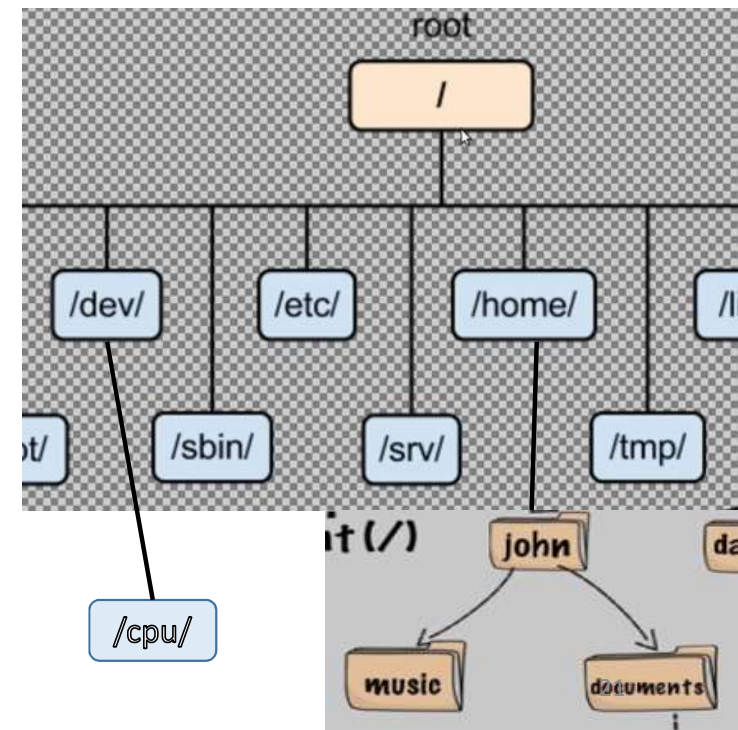 root
/
/dev/
/etc/
/home/
/sbin/
/srv/
/tmp/
(/)
john
/cpu/
music
documents